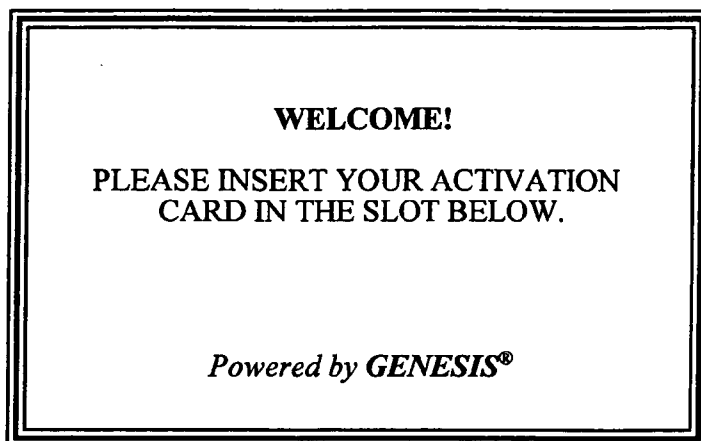 WELCOME!
PLEASE INSERT YOUR ACTIVATION
CARD IN THE SLOT BELOW.
Powered by GENESIS®